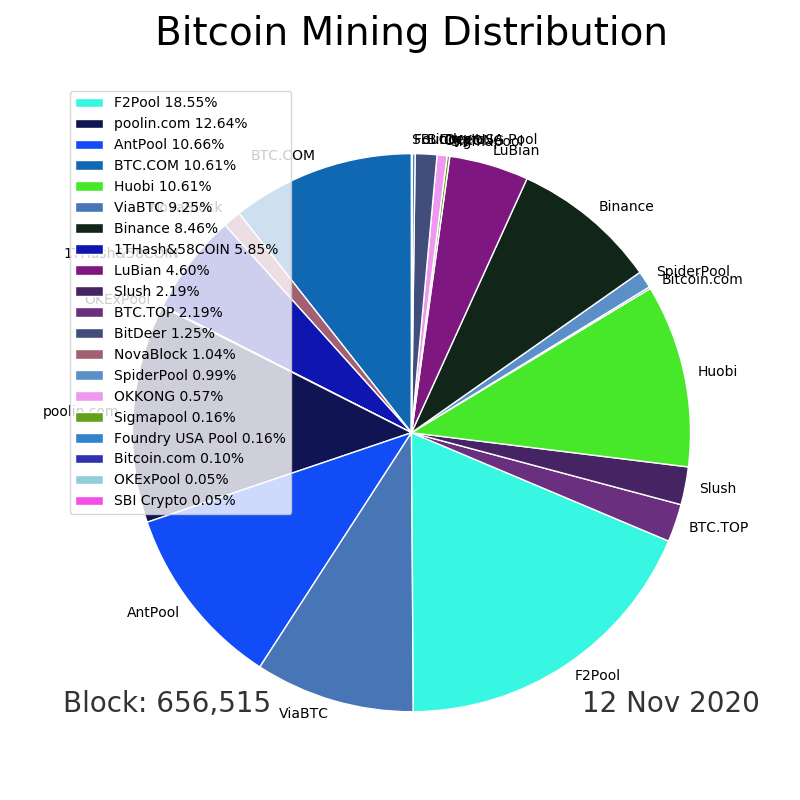 Bitcoin Mining Distribution
F2Pool 18.55%
poolin.com 12.64%
AntPool 10.66%
BTC.COM 10.61%
Huobi 10.61%
ViaBTC 9.25%
Binance 8.46%
1THash&58COIN 5.85%
LuBian 4.60%
Slush 2.19%
BTC.TOP 2.19%
BitDeer 1.25%
NovaBlock 1.04%
SpiderPool 0.99%
OKKONG 0.57%
Sigmapool 0.16%
Foundry USA Pool 0.16%
Bitcoin.com 0.10%
OKExPool 0.05%
SBI Crypto 0.05%
BTC.COM
1THash&58COIN
OKExPool
poolin.com
AntPool
ViaBTC
F2Pool
BTC.TOP
Slush
Huobi
Bitcoin.com
SpiderPool
Binance
LuBian
Sigmapool
Block: 656,515
12 Nov 2020